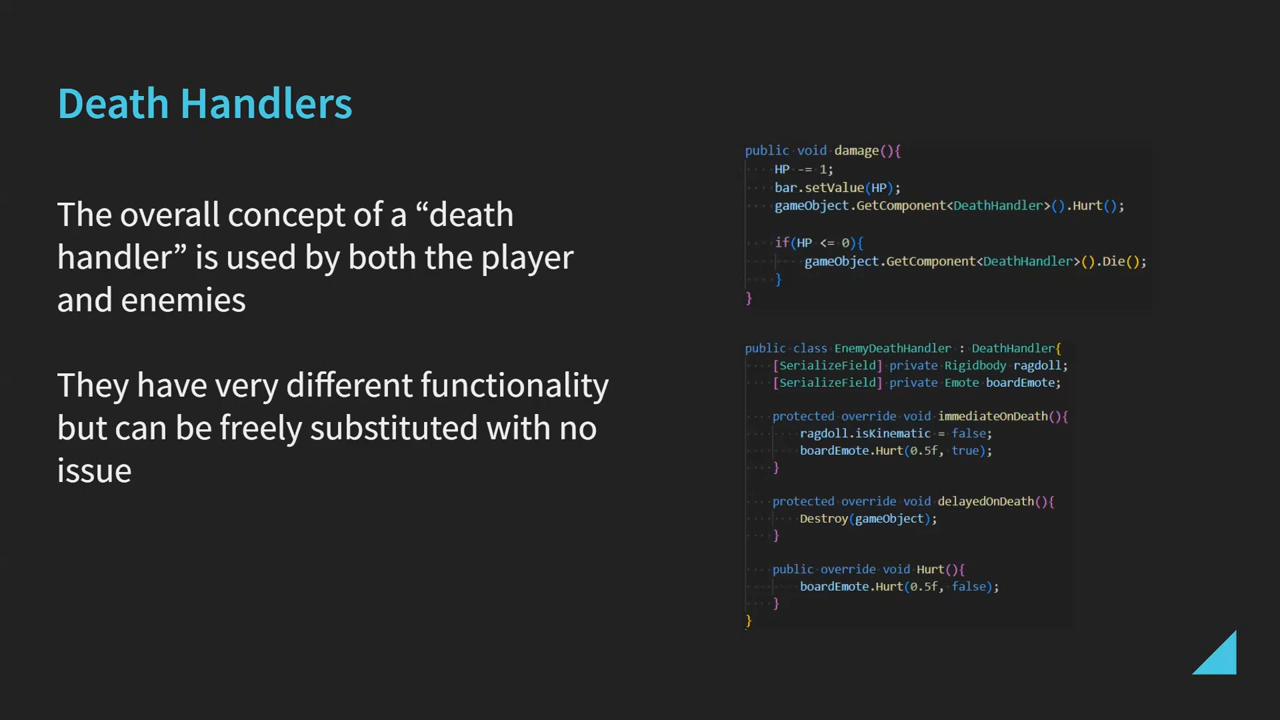 Death Handlers
The overall concept of a “death
handler” is used by both the player
and enemies
They have very different functionality
but can be freely substituted with no
issue
public void damage(){
HP -= 1;
bar.setValue(HP);
gameObject.GetComponent<DeathHandler>().Hurt();
if(HP <= 0){
gameObject.GetComponent<DeathHandler>().Die();
}
}
public class EnemyDeathHandler : DeathHandler{
[SerializeField] private Rigidbody ragdoll;
[SerializeField] private Emote boardEmote;
protected override void immediateOnDeath(){
ragdoll.isKinematic = false;
boardEmote.Hurt(0.5f, true);
}
protected override void delayedOnDeath(){
Destroy(gameObject);
}
public override void Hurt(){
boardEmote.Hurt(0.5f, false);
}
}